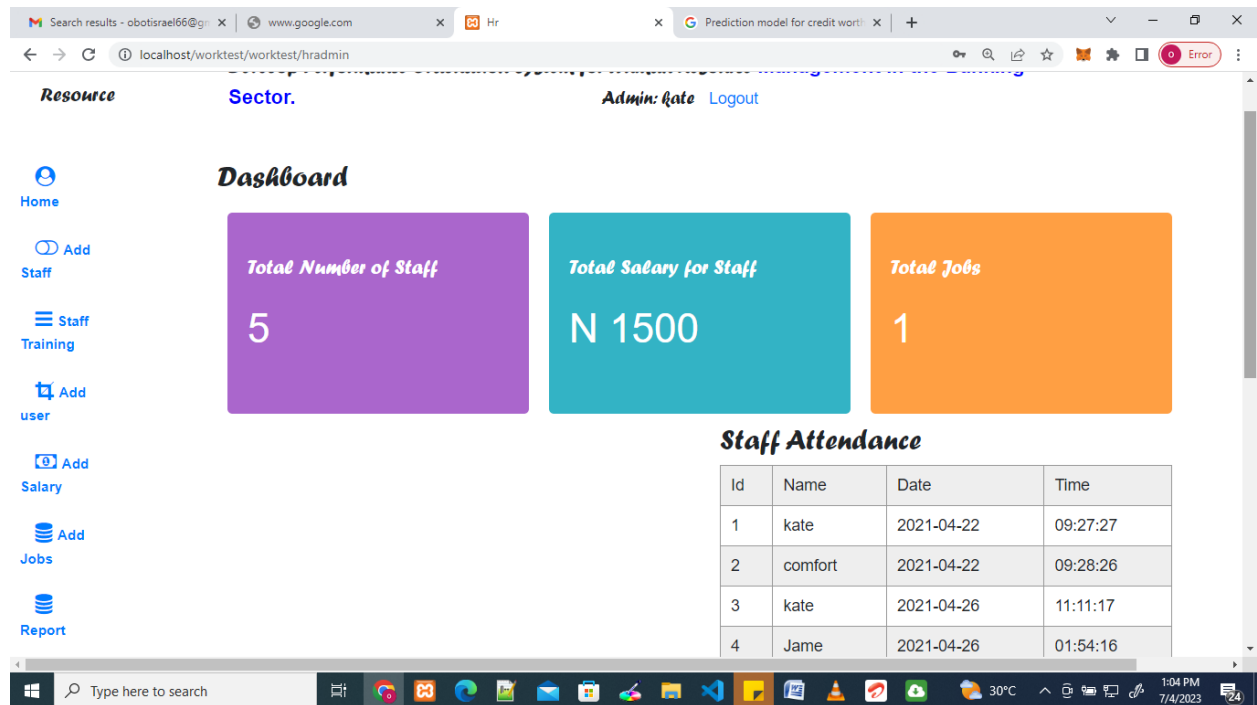 Search results - obotisrael66@gm
www.google.com
Hr
Prediction model for credit worth
localhost/worktest/worktest/hradmin
Error
Management in the Banking
Resource
Sector.
Admin: kate Logout
Dashboard
Home
Add
Staff
Staff
Training
Add
user
Add
Salary
Add
Jobs
Report
Total Number of Staff
5
Total Salary for Staff
N 1500
Total Jobs
1
Staff Attendance
Id Name Date Time
1 kate 2021-04-22 09:27:27
2 comfort 2021-04-22 09:28:26
3 kate 2021-04-26 11:11:17
4 Jame 2021-04-26 01:54:16
Type here to search
30°C
1:04 PM
7/4/2023
24